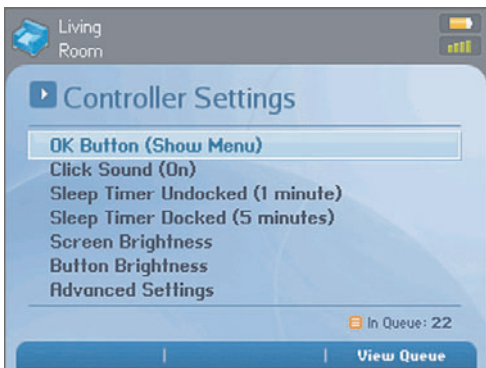 Living
Room
Controller Settings
OK Button (Show Menu)
Click Sound (On)
Sleep Timer Undocked (1 minute)
Sleep Timer Docked (5 minutes)
Screen Brightness
Button Brightness
Advanced Settings
In Queue: 22
View Queue